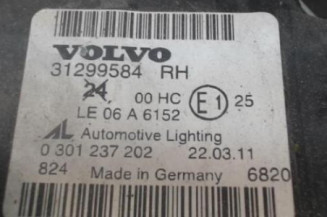 VOLVO
31299584 RH
24 00 HC E1 25
LE 06 A 6152
AL Automotive Lighting
0 301 237 202 22.03.11
824 Made in Germany 6820